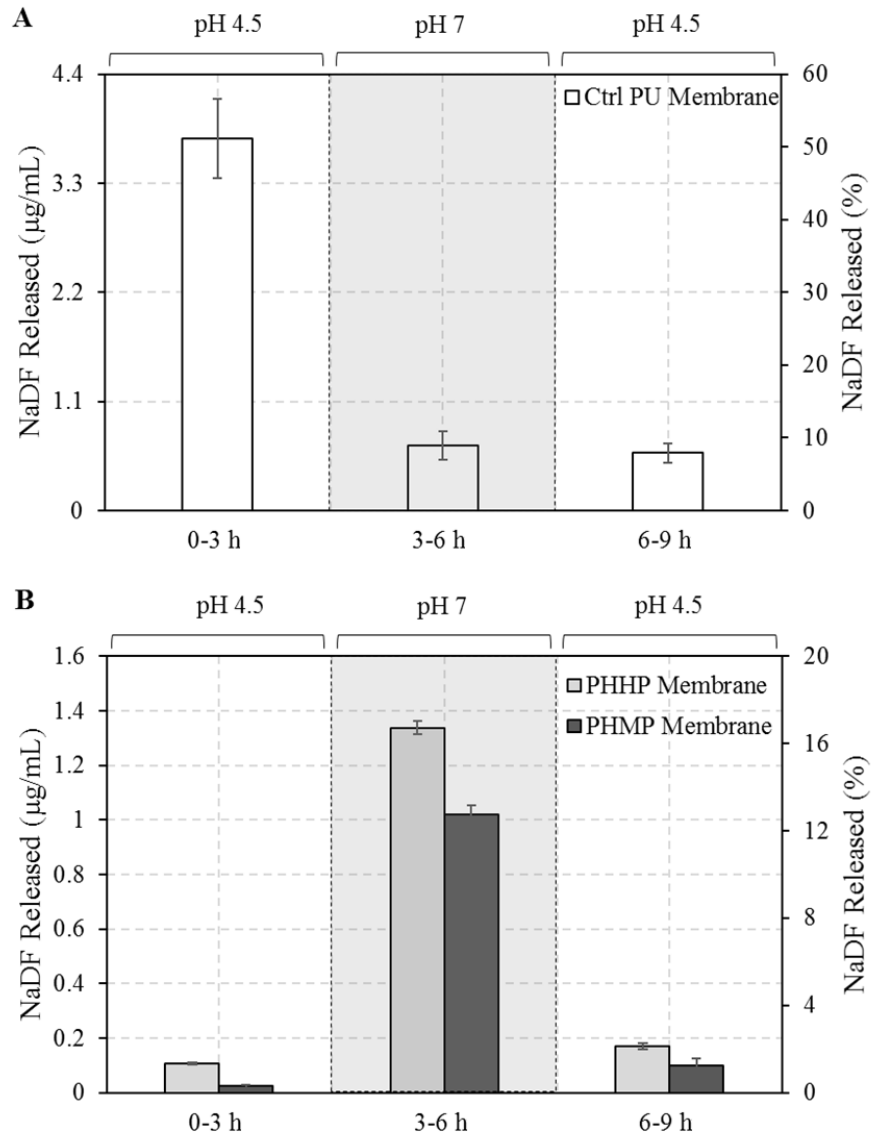 A
pH 4.5 pH 7 pH 4.5
4.4 60
Ctrl PU Membrane
50
3.3
40
2.2 30
20
1.1
10
0 0
NaDF Released (µg/mL)
NaDF Released (%)
0-3 h 3-6 h 6-9 h
B
pH 4.5 pH 7 pH 4.5
1.6 20
PHHP Membrane
1.4
PHMP Membrane
16
1.2
1
12
0.8
8
0.6
0.4
4
0.2
0 0
NaDF Released (µg/mL)
NaDF Released (%)
0-3 h 3-6 h 6-9 h